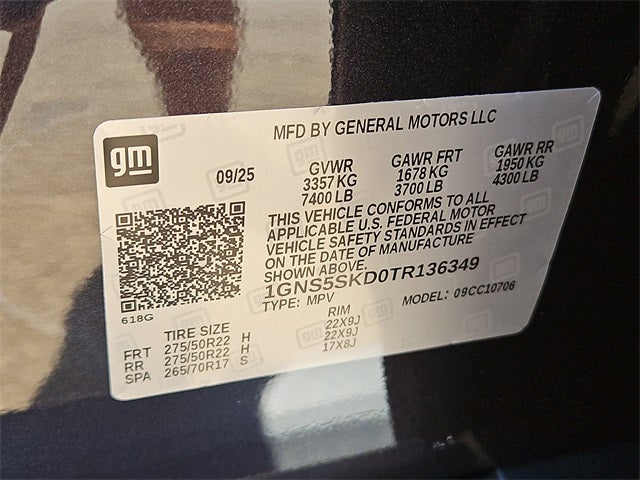 MFD BY GENERAL MOTORS LLC
gm
09/25
GVWR
3357 KG
7400 LB
GAWR FRT
1678 KG
3700 LB
GAWR RR
1950 KG
4300 LB
THIS VEHICLE CONFORMS TO ALL
APPLICABLE U.S. FEDERAL MOTOR
VEHICLE SAFETY STANDARDS IN EFFECT
ON THE DATE OF MANUFACTURE
SHOWN ABOVE.
1GNS5SKD0TR136349
TYPE: MPV MODEL: 09CC10706
618G
TIRE SIZE RIM
FRT 275/50R22 H 22X9J
RR 275/50R22 H 22X9J
SPA 265/70R17 S 17X8J